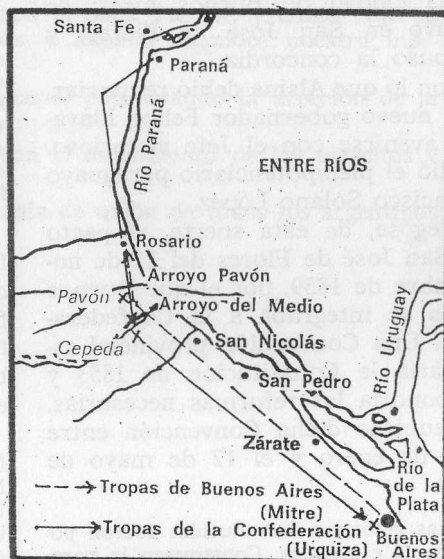 Santa Fe
Paraná
Río Paraná
ENTRE RÍOS
Rosario
Arroyo Pavón
Pavón
Arroyo del Medio
Cepeda
San Nicolás
Río Uruguay
San Pedro
Zárate
Río
de la
Plata
Tropas de Buenos Aires
(Mitre)
Tropas de la Confederación
(Urquiza)
Buenos
Aires